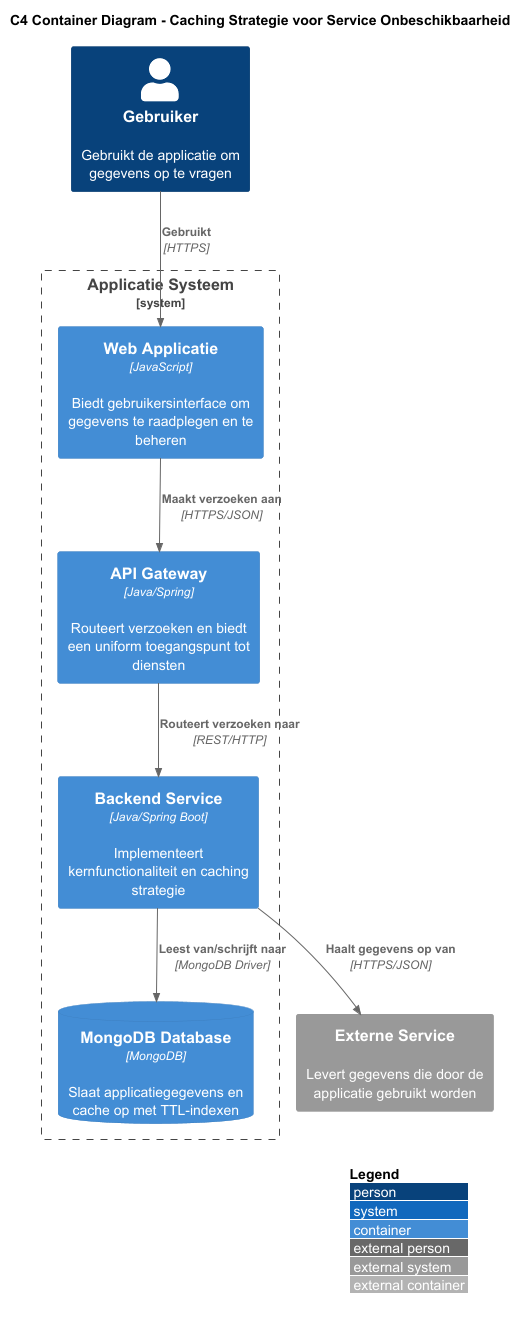 C4 Container Diagram - Caching Strategie voor Service Onbeschikbaarheid
Gebruiker
Gebruikt de applicatie om
gegevens op te vragen
Gebruikt
[HTTPS]
Applicatie Systeem
[system]
Web Applicatie
[JavaScript]
Biedt gebruikersinterface om
gegevens te raadplegen en te
beheren
Maakt verzoeken aan
[HTTPS/JSON]
API Gateway
[Java/Spring]
Routeert verzoeken en biedt
een uniform toegangspunt tot
diensten
Routeert verzoeken naar
[REST/HTTP]
Backend Service
[Java/Spring Boot]
Implementeert
kernfunctionaliteit en caching
strategie
Leest van/schrijft naar
[MongoDB Driver]
Haalt gegevens op van
[HTTPS/JSON]
MongoDB Database
[MongoDB]
Slaat applicatiegegevens en
cache op met TTL-indexen
Externe Service
Levert gegevens die door de
applicatie gebruikt worden
Legend
person
system
container
external person
external system
external container